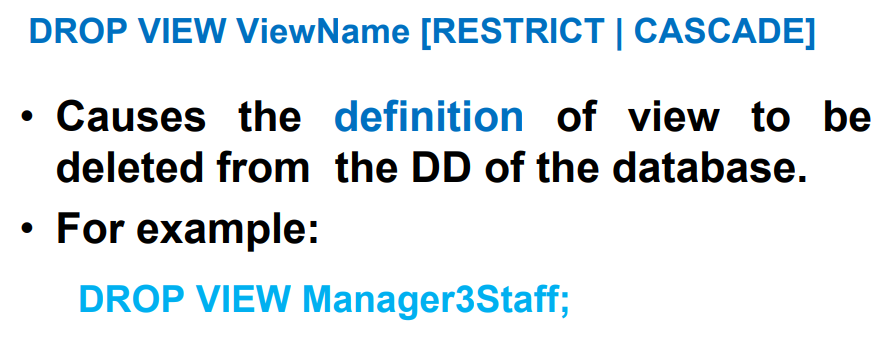 DROP VIEW ViewName [RESTRICT | CASCADE]
• Causes the definition of view to be
deleted from the DD of the database.
• For example:
DROP VIEW Manager3Staff;